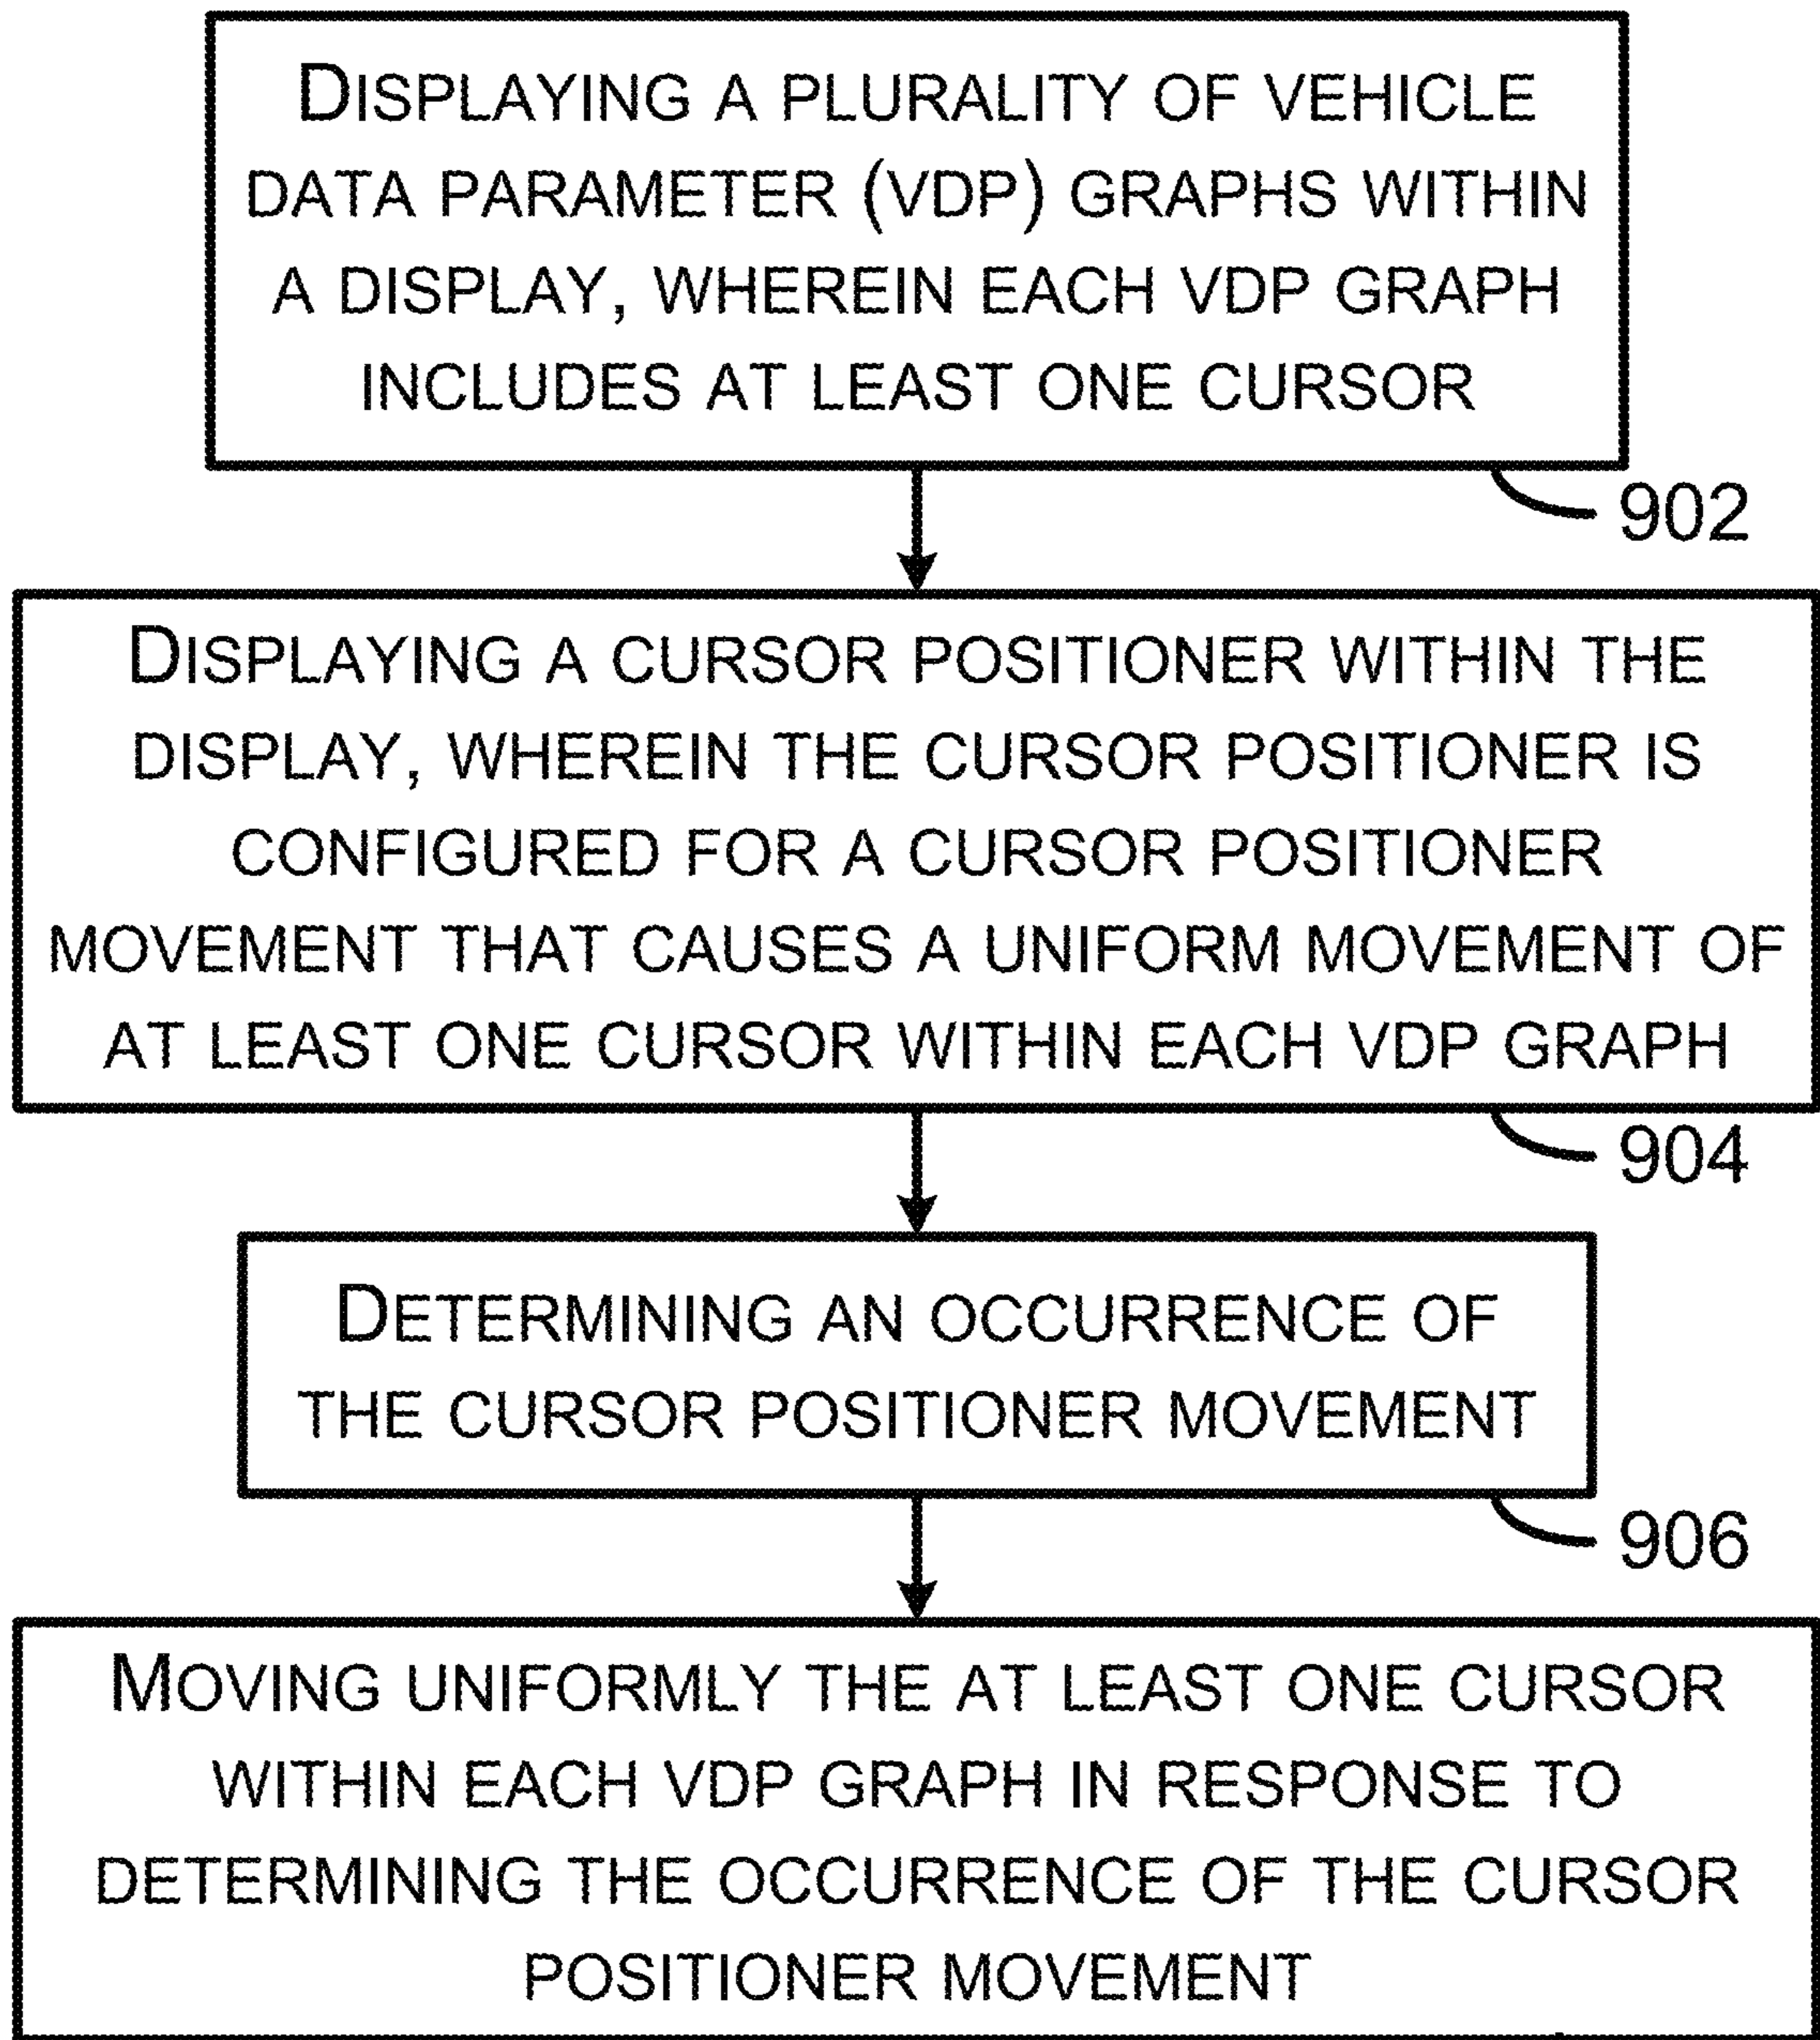 DISPLAYING A PLURALITY OF VEHICLE
DATA PARAMETER (VDP) GRAPHS WITHIN
A DISPLAY, WHEREIN EACH VDP GRAPH
INCLUDES AT LEAST ONE CURSOR
902
DISPLAYING A CURSOR POSITIONER WITHIN THE
DISPLAY, WHEREIN THE CURSOR POSITIONER IS
CONFIGURED FOR A CURSOR POSITIONER
MOVEMENT THAT CAUSES A UNIFORM MOVEMENT OF
AT LEAST ONE CURSOR WITHIN EACH VDP GRAPH
904
DETERMINING AN OCCURRENCE OF
THE CURSOR POSITIONER MOVEMENT
906
MOVING UNIFORMLY THE AT LEAST ONE CURSOR
WITHIN EACH VDP GRAPH IN RESPONSE TO
DETERMINING THE OCCURRENCE OF THE CURSOR
POSITIONER MOVEMENT